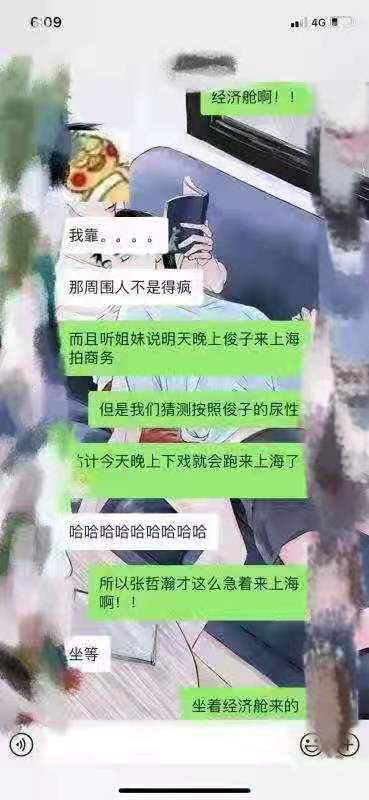 6:09
4G
经济舱啊！！
我靠。。。。
那周围人不是得疯
而且听姐妹说明天晚上俊子来上海
拍商务
但是我们猜测按照俊子的尿性
计今天晚上下戏就会跑来上海了
哈哈哈哈哈哈哈哈哈
所以张哲瀚才这么急着来上海
啊！！
坐等
坐着经济舱来的